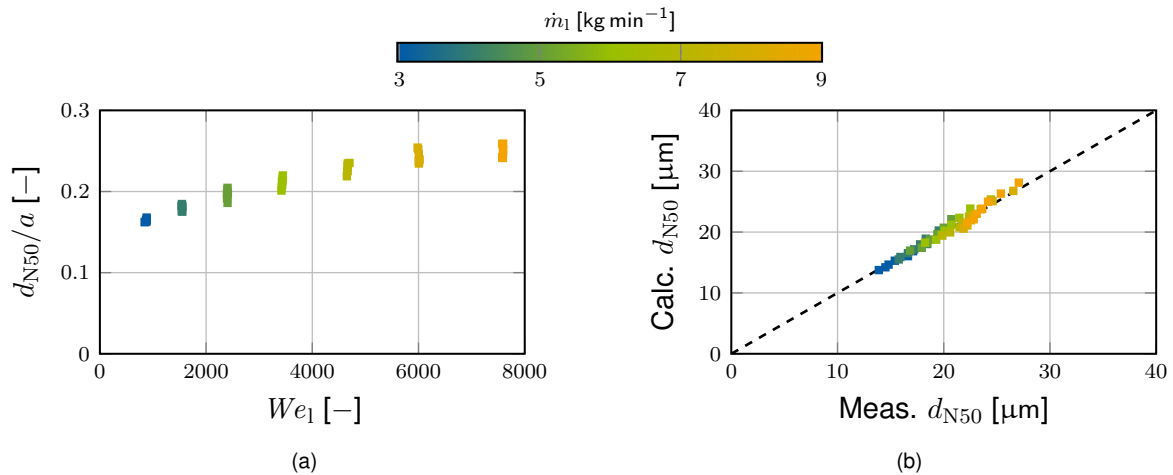 ṁ_l [kg min⁻¹]
3 5 7 9
0.3
0.2
0.1
0
d_N50/a [−]
0 2000 4000 6000 8000
We_l [−]
(a)
40
30
20
10
0
Calc. d_N50 [µm]
0 10 20 30 40
Meas. d_N50 [µm]
(b)